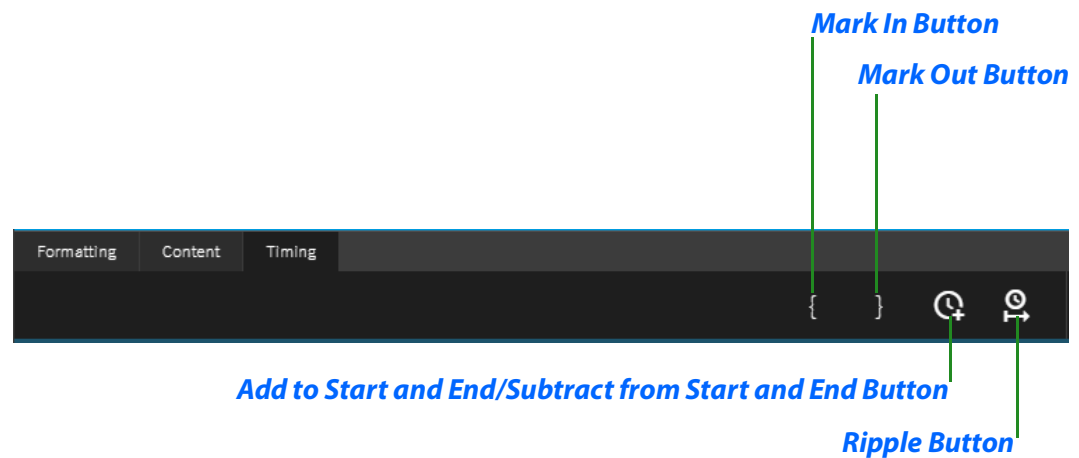 Mark In Button
Mark Out Button
Formatting Content Timing
{ }
Add to Start and End/Subtract from Start and End Button
Ripple Button